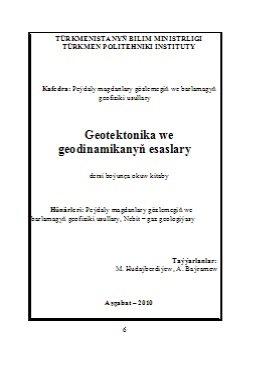 TÜRKMENISTANYŇ BILIM MINISTRLIGI
TÜRKMEN POLITEHNIKI INSTITUTY
Kafedra: Peýdaly magdanlary gözlemegiň we barlamagyň
geofiziki usullary
Geotektonika we
geodinamikanyň esaslary
dersi boýunça okuw kitaby
Hünärleri: Peýdaly magdanlary gözlemegiň we
barlamagyň geofiziki usullary, Nebit – gaz geologiýasy
Taýýarlanlar:
M. Hudaýberdiýew, A. Baýramow
Aşgabat – 2010
6